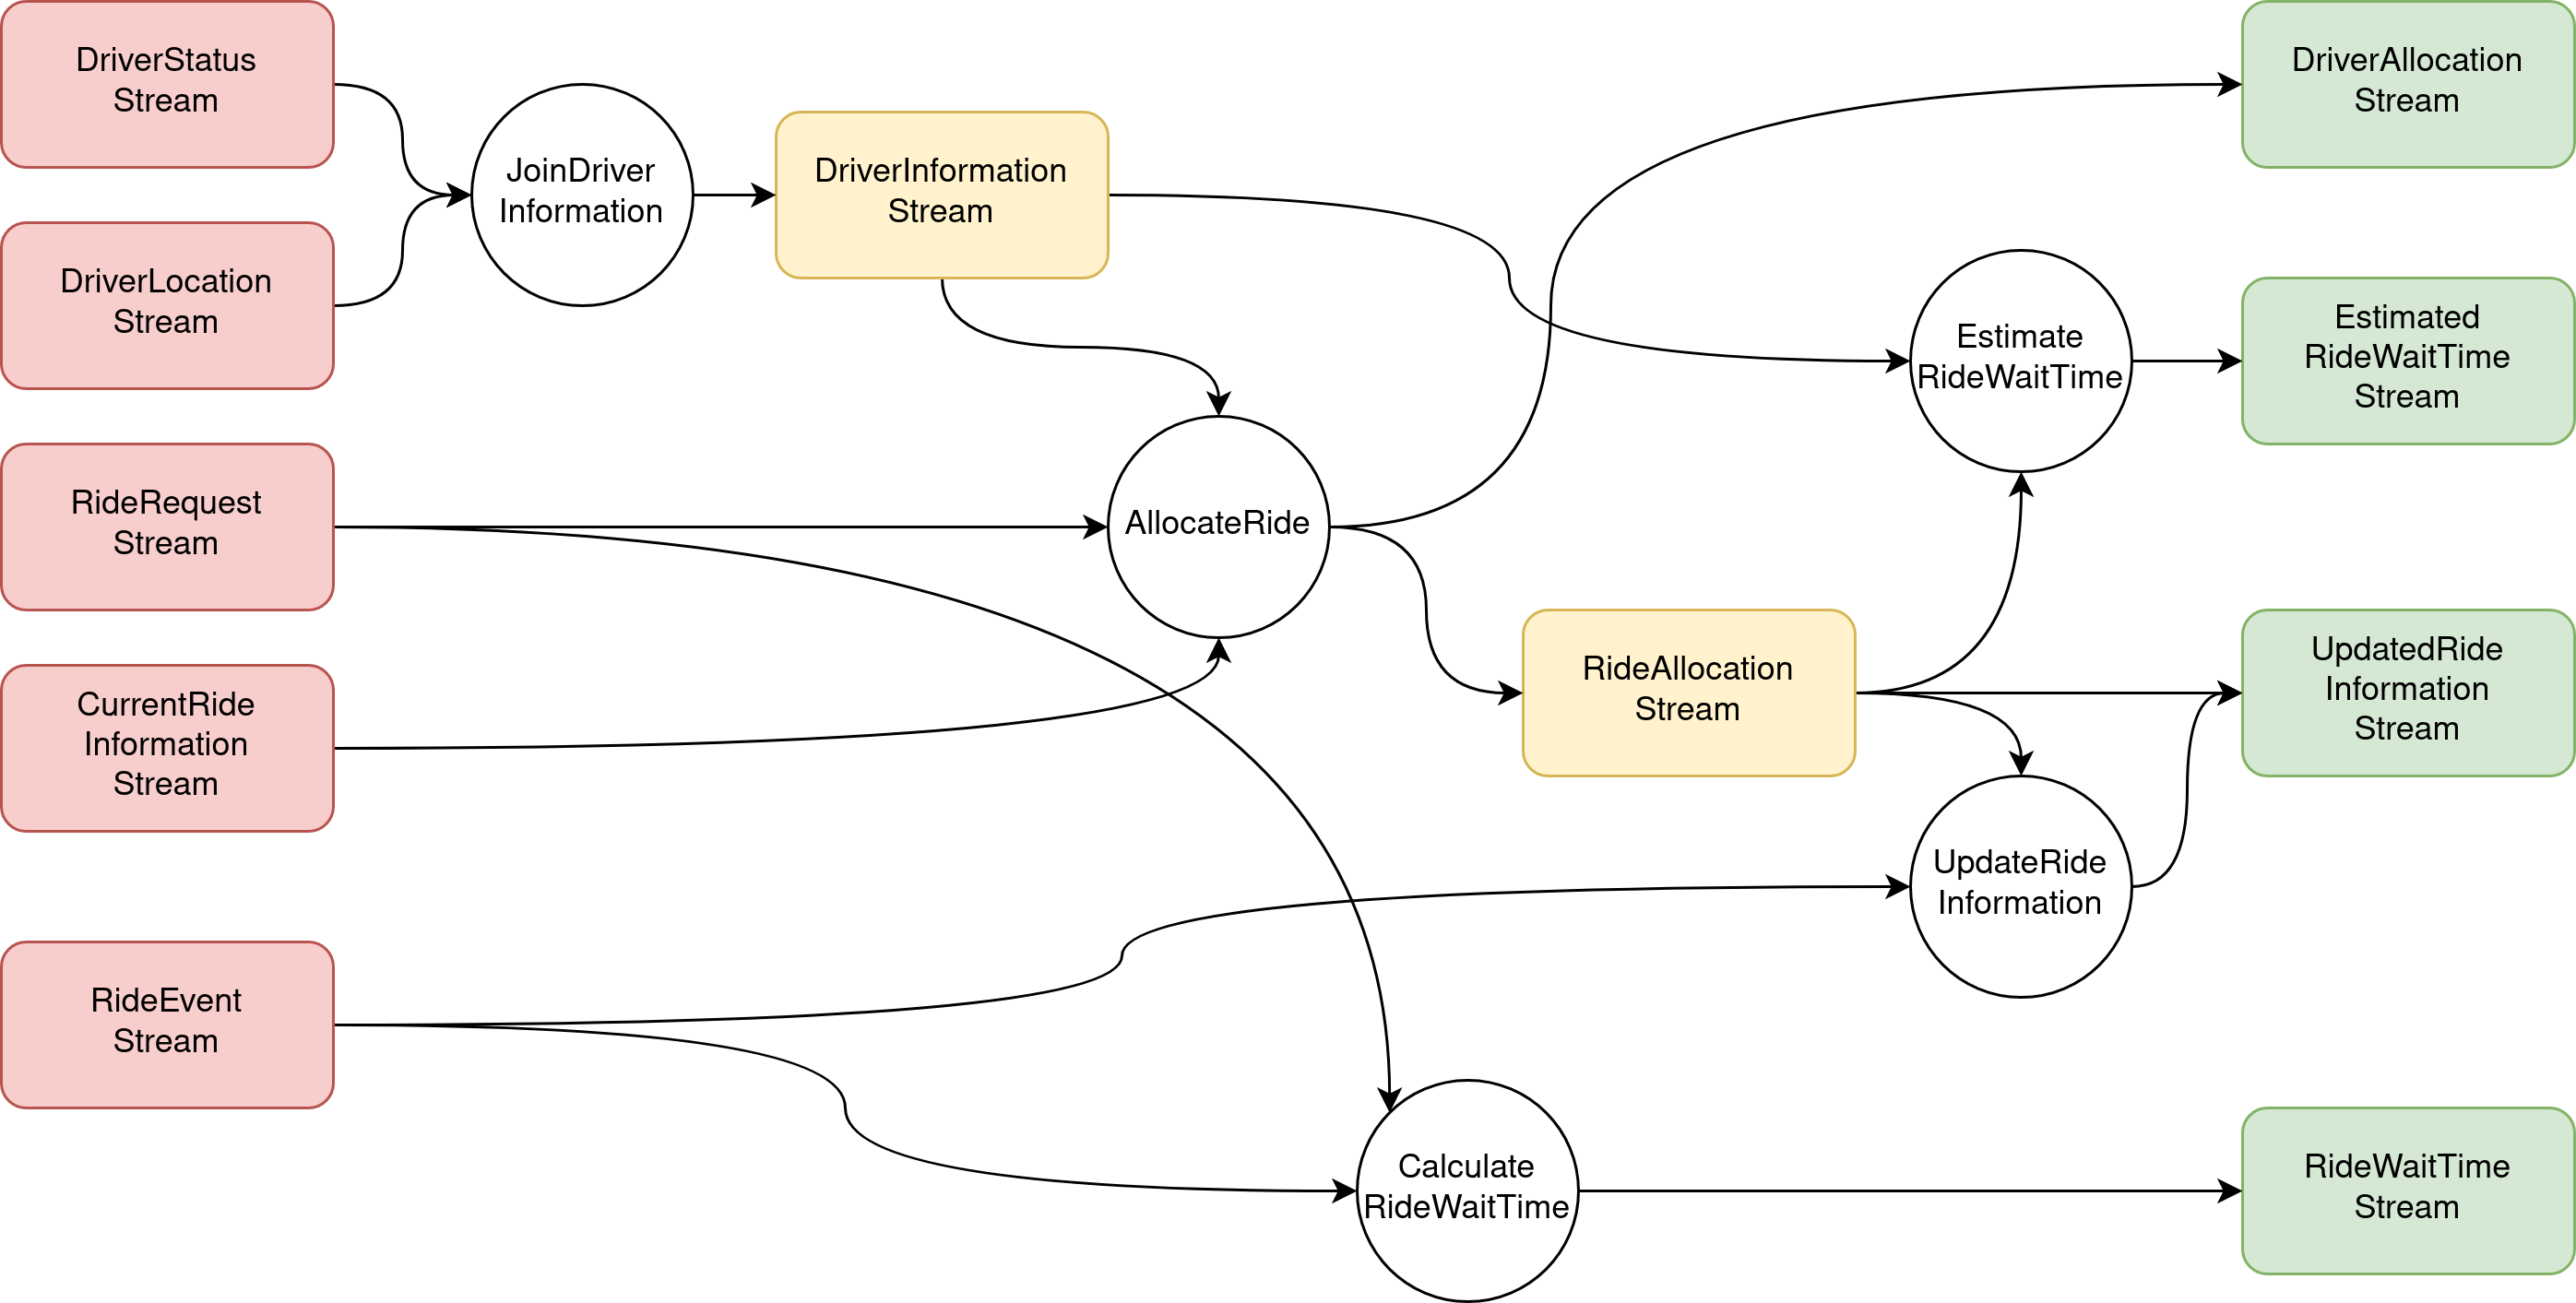 DriverStatus
Stream
DriverLocation
Stream
RideRequest
Stream
CurrentRide
Information
Stream
RideEvent
Stream
JoinDriver
Information
DriverInformation
Stream
AllocateRide
RideAllocation
Stream
Calculate
RideWaitTime
Estimate
RideWaitTime
UpdateRide
Information
DriverAllocation
Stream
Estimated
RideWaitTime
Stream
UpdatedRide
Information
Stream
RideWaitTime
Stream